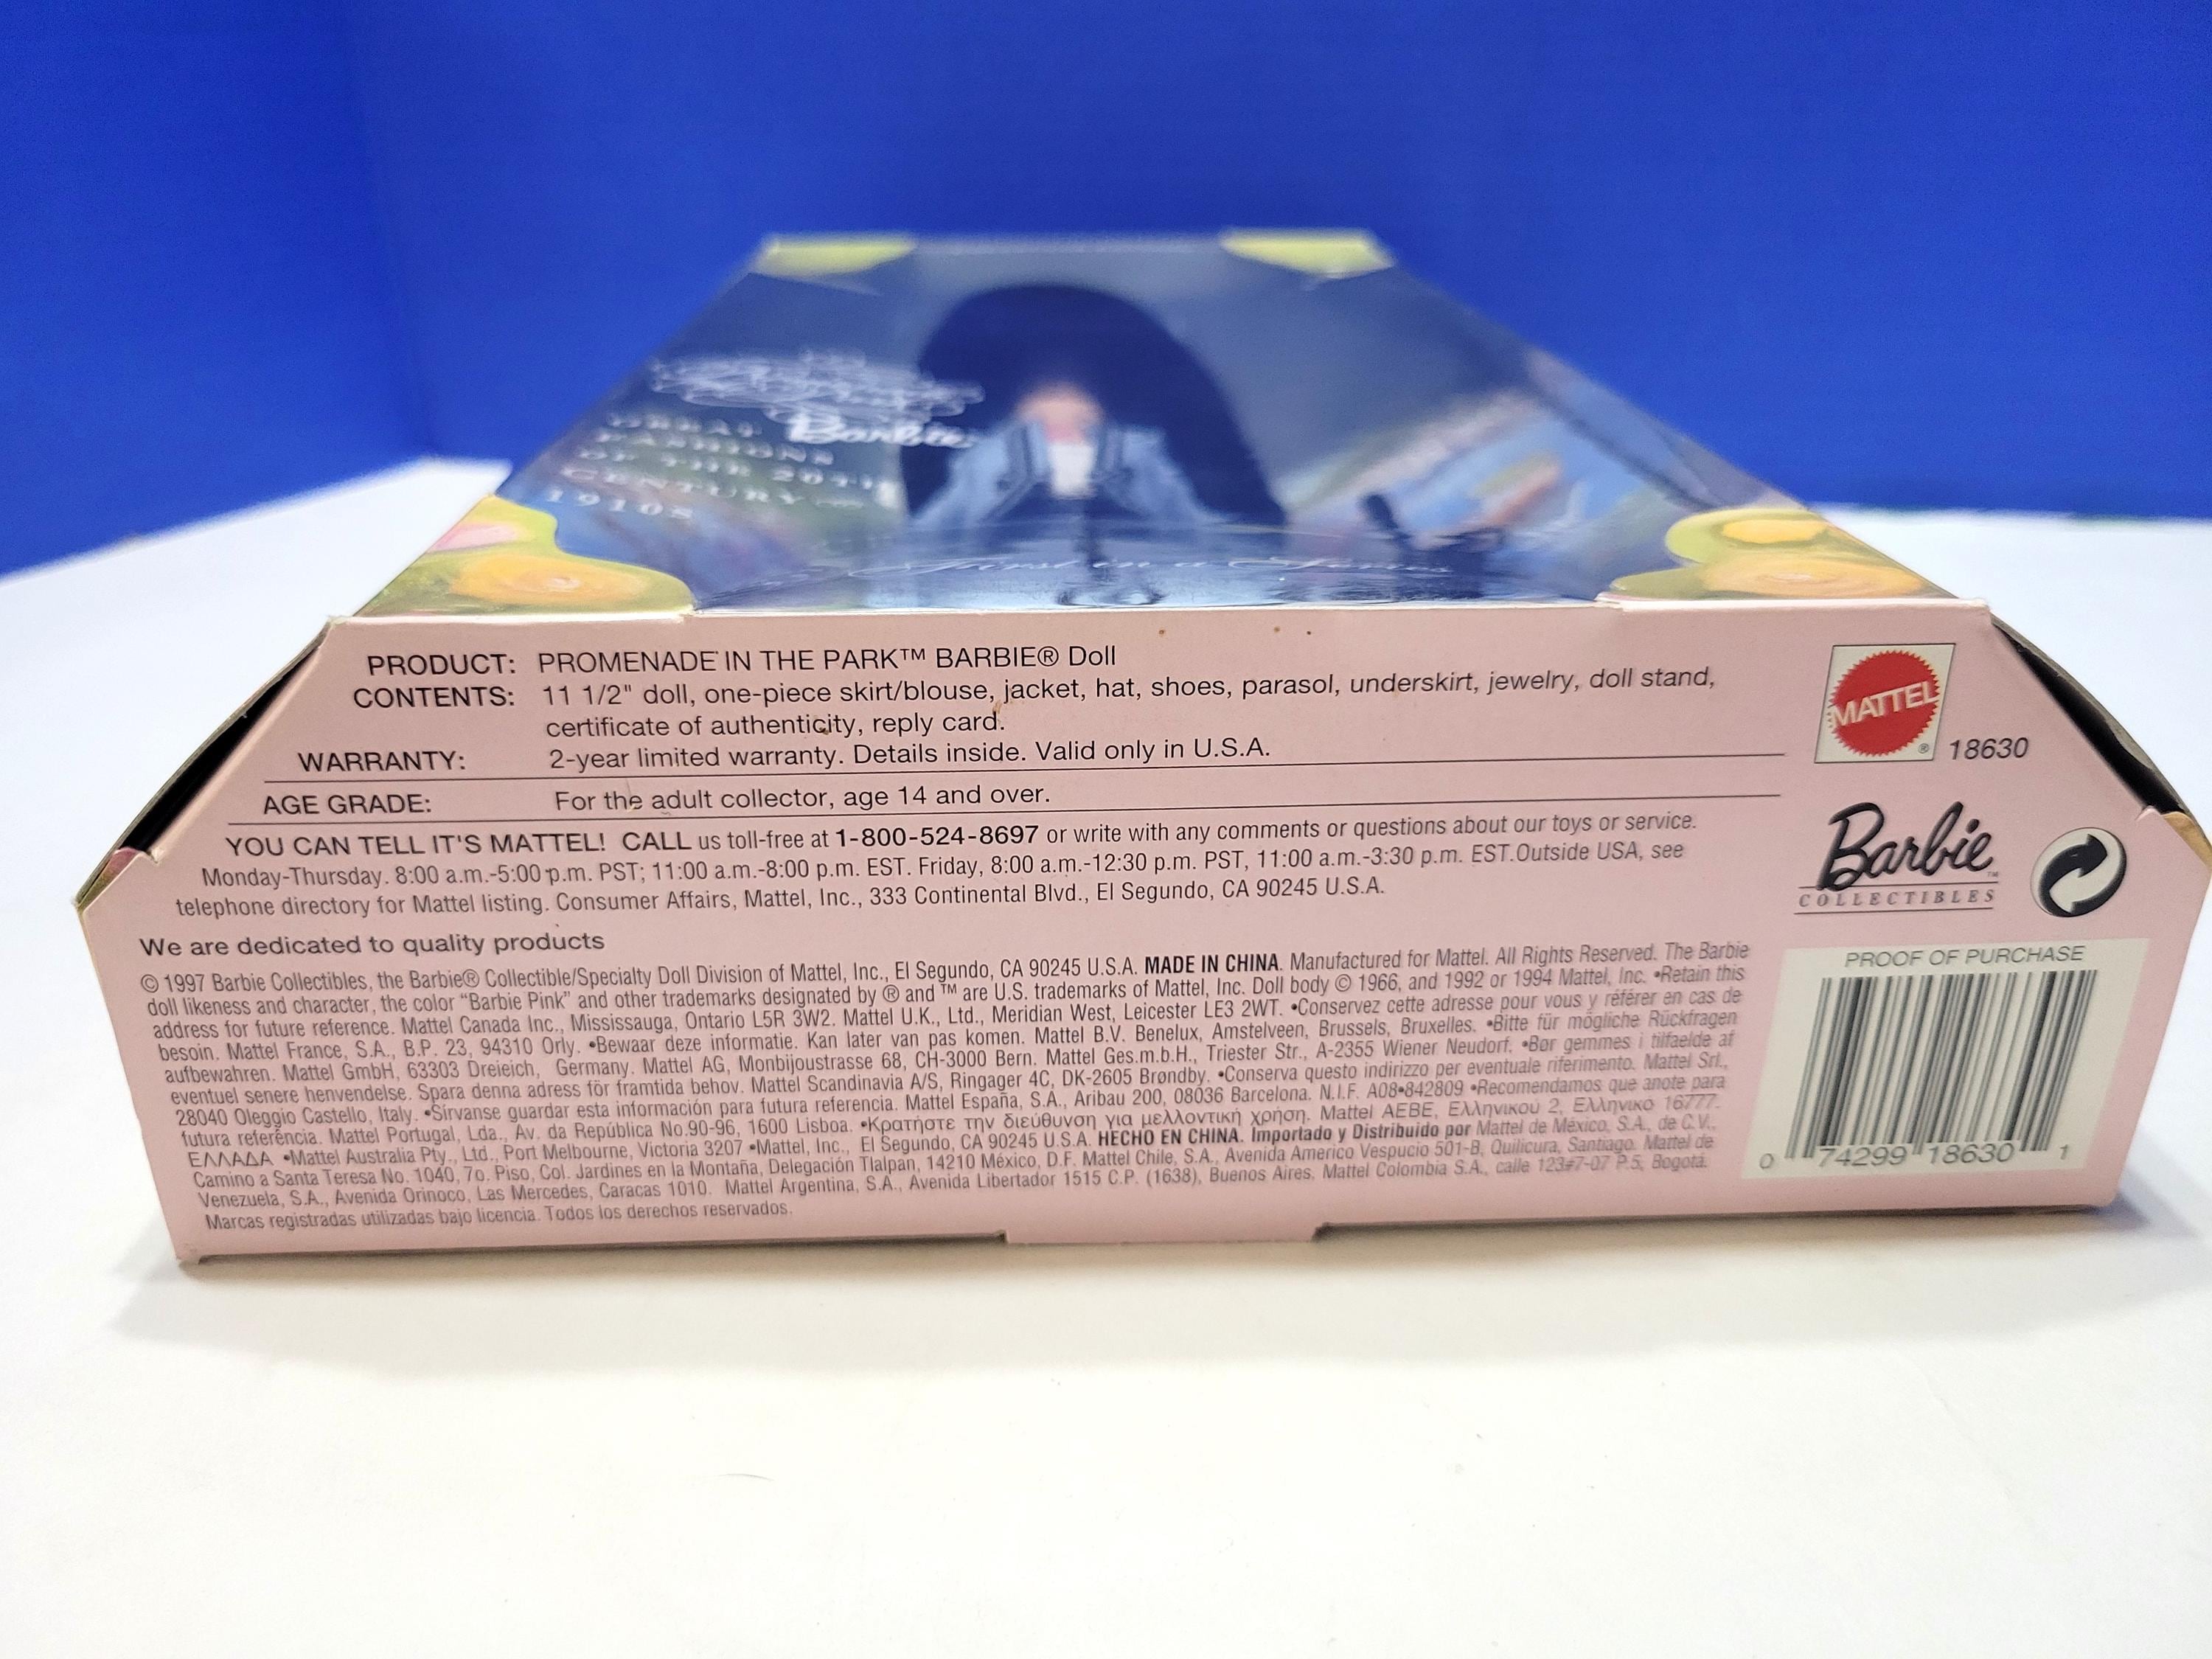 Barbie
GREAT
FASHIONS
OF THE 20TH
CENTURY
1910s
First in a Series
PRODUCT: PROMENADE IN THE PARK™ BARBIE® Doll
CONTENTS: 11 1/2" doll, one-piece skirt/blouse, jacket, hat, shoes, parasol, underskirt, jewelry, doll stand,
certificate of authenticity, reply card.
WARRANTY: 2-year limited warranty. Details inside. Valid only in U.S.A.
AGE GRADE: For the adult collector, age 14 and over.
YOU CAN TELL IT'S MATTEL! CALL us toll-free at 1-800-524-8697 or write with any comments or questions about our toys or service.
Monday-Thursday. 8:00 a.m.-5:00 p.m. PST; 11:00 a.m.-8:00 p.m. EST. Friday, 8:00 a.m.-12:30 p.m. PST, 11:00 a.m.-3:30 p.m. EST.Outside USA, see
telephone directory for Mattel listing. Consumer Affairs, Mattel, Inc., 333 Continental Blvd., El Segundo, CA 90245 U.S.A.
We are dedicated to quality products
© 1997 Barbie Collectibles, the Barbie® Collectible/Specialty Doll Division of Mattel, Inc., El Segundo, CA 90245 U.S.A. MADE IN CHINA. Manufactured for Mattel. All Rights Reserved. The Barbie
doll likeness and character, the color "Barbie Pink" and other trademarks designated by ® and ™ are U.S. trademarks of Mattel, Inc. Doll body © 1966, and 1992 or 1994 Mattel, Inc. •Retain this
address for future reference. Mattel Canada Inc., Mississauga, Ontario L5R 3W2. Mattel U.K., Ltd., Meridian West, Leicester LE3 2WT. •Conservez cette adresse pour vous y référer en cas de
besoin. Mattel France, S.A., B.P. 23, 94310 Orly. •Bewaar deze informatie. Kan later van pas komen. Mattel B.V. Benelux, Amstelveen, Brussels, Bruxelles. •Bitte für mögliche Rückfragen
aufbewahren. Mattel GmbH, 63303 Dreieich, Germany. Mattel AG, Monbijoustrasse 68, CH-3000 Bern. Mattel Ges.m.b.H., Triester Str., A-2355 Wiener Neudorf. •Bør gemmes i tilfaelde af
eventuel senere henvendelse. Spara denna adress för framtida behov. Mattel Scandinavia A/S, Ringager 4C, DK-2605 Brøndby. •Conserva questo indirizzo per eventuale riferimento. Mattel Srl.,
28040 Oleggio Castello, Italy. •Sírvanse guardar esta información para futura referencia. Mattel España, S.A., Aribau 200, 08036 Barcelona. N.I.F. A08•842809 •Recomendamos que anote para
futura referência. Mattel Portugal, Lda., Av. da República No.90-96, 1600 Lisboa. •Κρατήστε την διεύθυνση για μελλοντική χρήση. Mattel AEBE, Ελληνικού 2, Ελληνικό 16777.
ΕΛΛΑΔΑ •Mattel Australia Pty., Ltd., Port Melbourne, Victoria 3207 •Mattel, Inc., El Segundo, CA 90245 U.S.A. HECHO EN CHINA. Importado y Distribuido por Mattel de México, S.A., de C.V.,
Camino a Santa Teresa No. 1040, 7o. Piso, Col. Jardines en la Montaña, Delegación Tlalpan, 14210 México, D.F. Mattel Chile, S.A., Avenida Americo Vespucio 501-B, Quilicura, Santiago. Mattel de
Venezuela, S.A., Avenida Orinoco, Las Mercedes, Caracas 1010. Mattel Argentina, S.A., Avenida Libertador 1515 C.P. (1638), Buenos Aires. Mattel Colombia S.A., calle 123#7-07 P.5, Bogotá.
Marcas registradas utilizadas bajo licencia. Todos los derechos reservados.
MATTEL ®
18630
Barbie™
COLLECTIBLES
PROOF OF PURCHASE
0 74299 18630 1